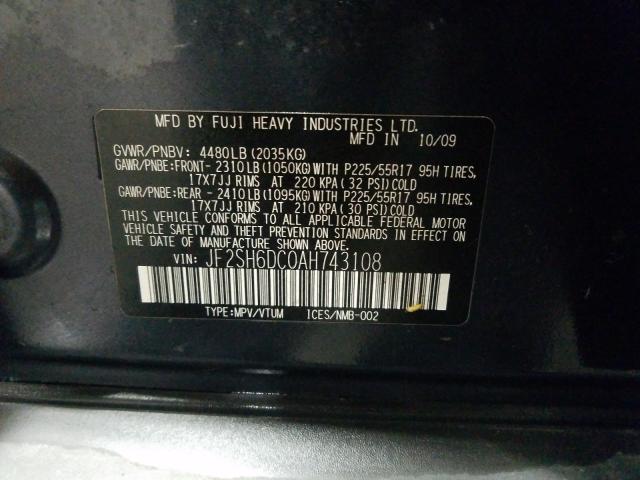 MFD BY FUJI HEAVY INDUSTRIES LTD.
MFD IN 10/09
GVWR/PNBV: 4480LB(2035KG)
GAWR/PNBE:FRONT- 2310LB(1050KG)WITH P225/55R17 95H TIRES,
17X7JJ RIMS AT 220 KPA(32 PSI)COLD
GAWR/PNBE:REAR - 2410LB(1095KG)WITH P225/55R17 95H TIRES,
17X7JJ RIMS AT 210 KPA(30 PSI)COLD
THIS VEHICLE CONFORMS TO ALL APPLICABLE FEDERAL MOTOR
VEHICLE SAFETY AND THEFT PREVENTION STANDARDS IN EFFECT ON
THE DATE OF MANUFACTURE SHOWN ABOVE.
VIN: JF2SH6DC0AH743108
TYPE:MPV/VTUM ICES/NMB-002